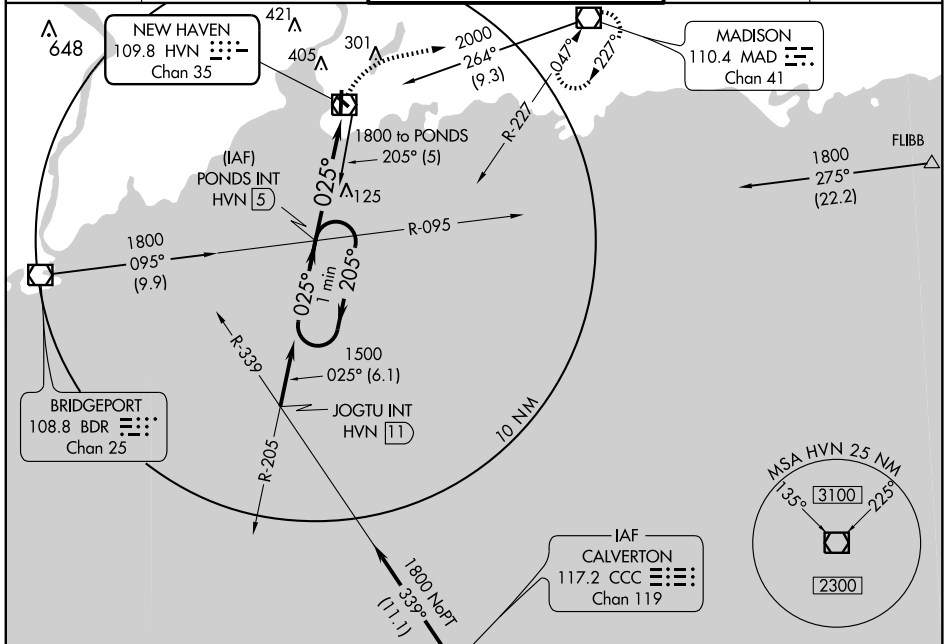 648
421
405
301
NEW HAVEN
109.8 HVN
Chan 35
2000
264°
(9.3)
047°
227°
MADISON
110.4 MAD
Chan 41
R-227
1800 to PONDS
205° (5)
125
(IAF)
PONDS INT
HVN 5
025°
FLIBB
1800
275°
(22.2)
R-095
1800
095°
(9.9)
025°
1 min
205°
R-339
1500
025° (6.1)
JOGTU INT
HVN 11
R-205
BRIDGEPORT
108.8 BDR
Chan 25
10 NM
MSA HVN 25 NM
135°
3100
225°
2300
1800 NoPT
339°
(11.1)
IAF
CALVERTON
117.2 CCC
Chan 119